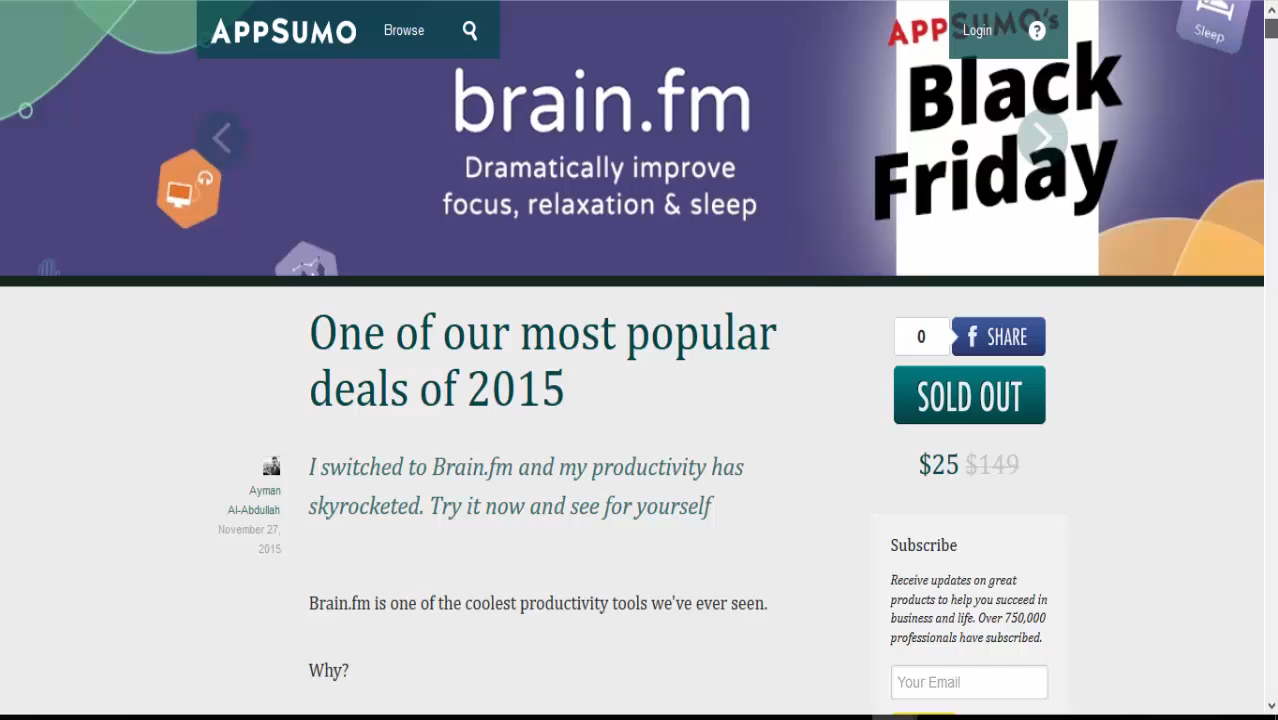 APPSUMO
Browse
Login
?
APPSUMO's
Black
Friday
Sleep
brain.fm
Dramatically improve
focus, relaxation & sleep
One of our most popular
deals of 2015
0
f SHARE
SOLD OUT
$25 $149
I switched to Brain.fm and my productivity has
skyrocketed. Try it now and see for yourself
Ayman
Al-Abdullah
November 27,
2015
Brain.fm is one of the coolest productivity tools we've ever seen.
Why?
Subscribe
Receive updates on great
products to help you succeed in
business and life. Over 750,000
professionals have subscribed.
Your Email